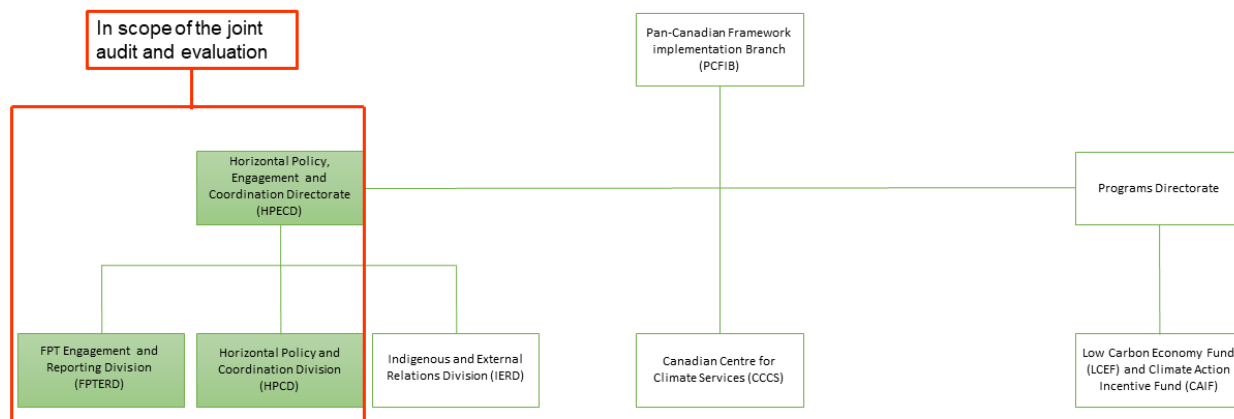 In scope of the joint
audit and evaluation
Pan-Canadian Framework
implementation Branch
(PCFIB)
Horizontal Policy,
Engagement and
Coordination Directorate
(HPECD)
Programs Directorate
FPT Engagement and
Reporting Division
(FPTERD)
Horizontal Policy and
Coordination Division
(HPCD)
Indigenous and External
Relations Division (IERD)
Canadian Centre for
Climate Services (CCCS)
Low Carbon Economy Fund
(LCEF) and Climate Action
Incentive Fund (CAIF)